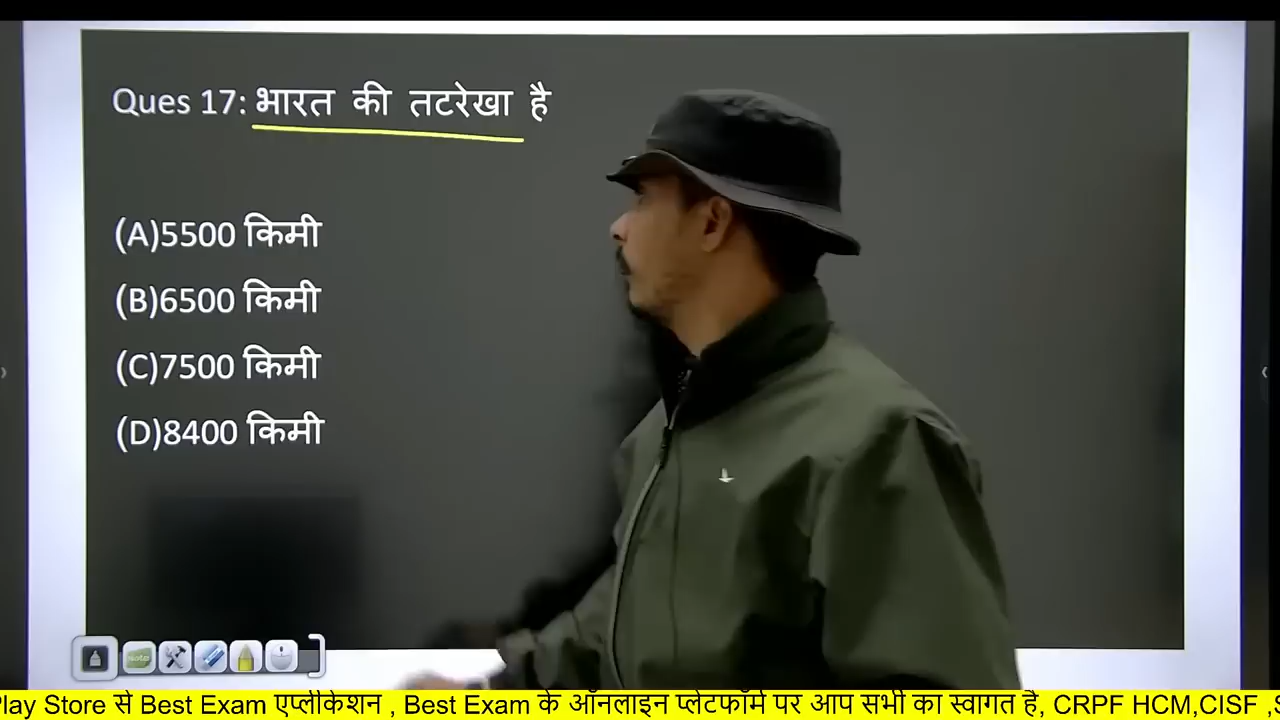 Ques 17: भारत की तटरेखा है
(A)5500 किमी
(B)6500 किमी
(C)7500 किमी
(D)8400 किमी
Play Store से Best Exam एप्लीकेशन , Best Exam के ऑनलाइन प्लेटफॉर्म पर आप सभी का स्वागत है, CRPF HCM,CISF ,